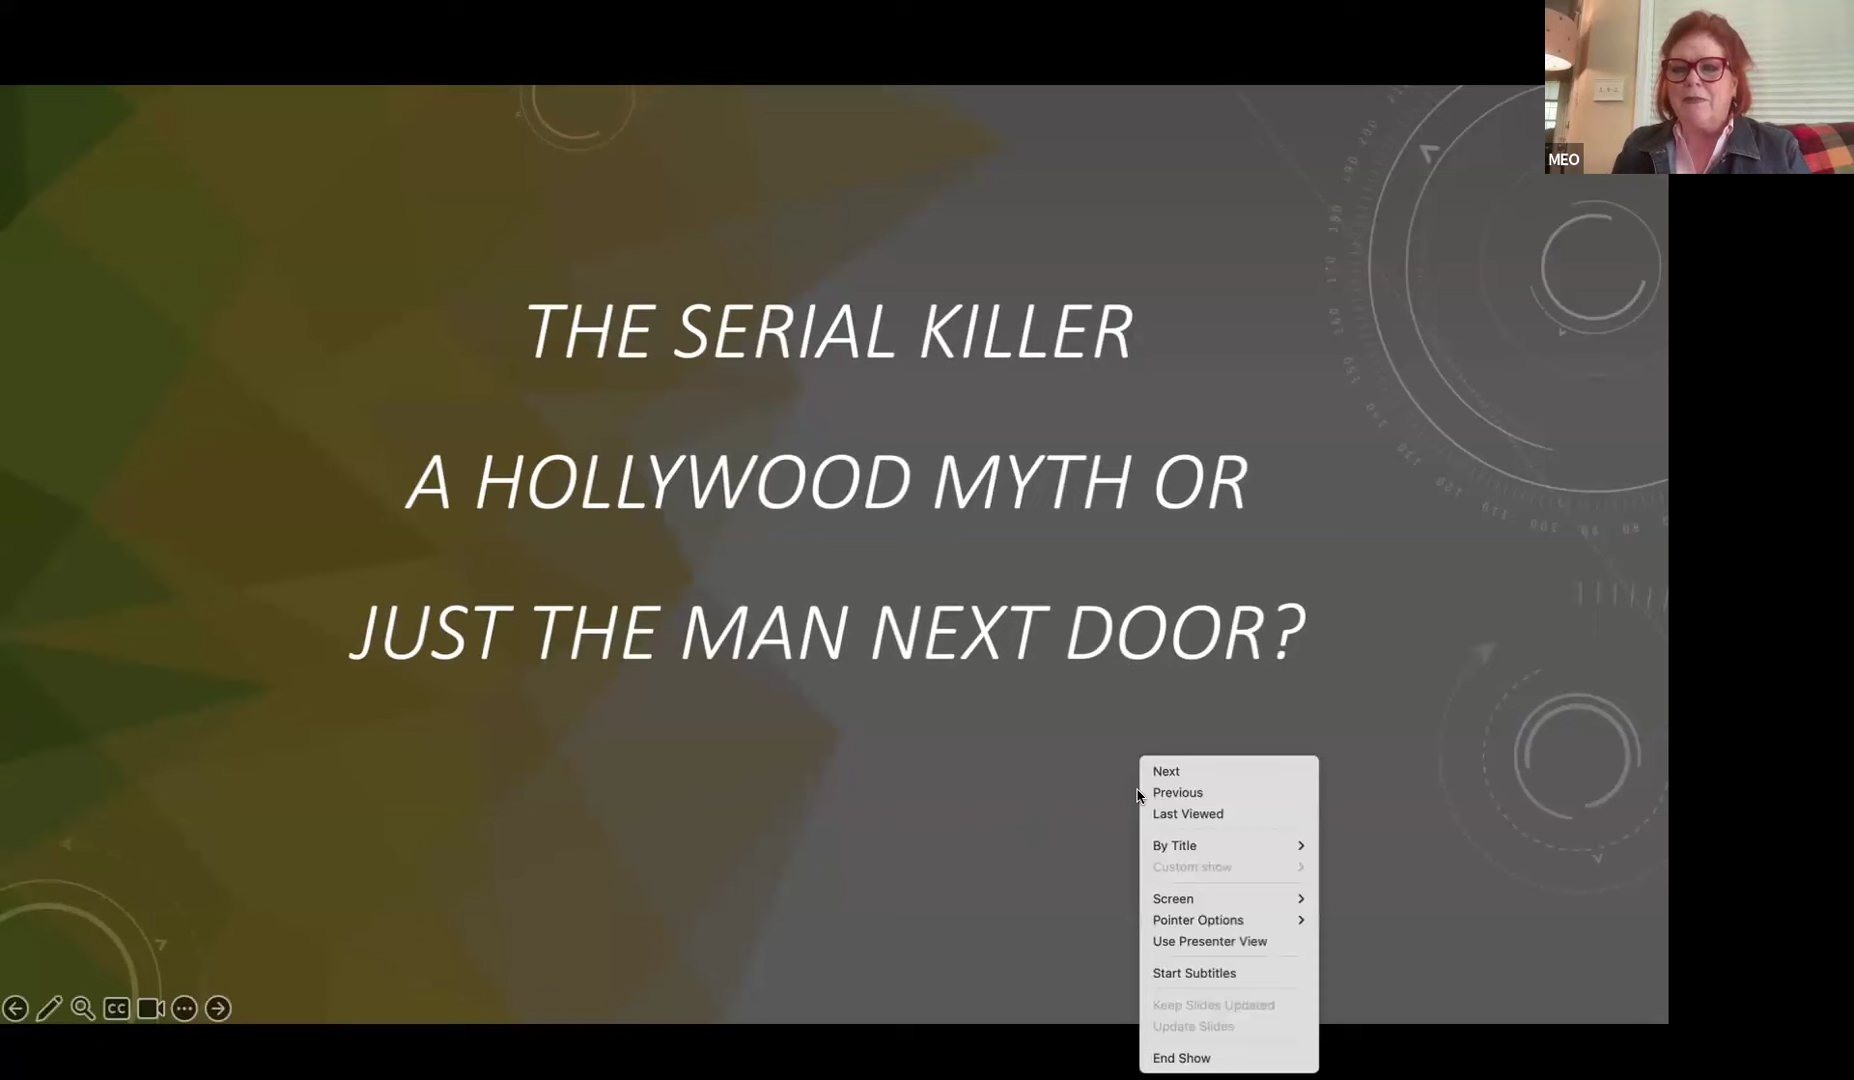 MEO
THE SERIAL KILLER
A HOLLYWOOD MYTH OR
JUST THE MAN NEXT DOOR?
Next
Previous
Last Viewed
By Title
Custom show
Screen
Pointer Options
Use Presenter View
Start Subtitles
Keep Slides Updated
Update Slides
End Show
CC